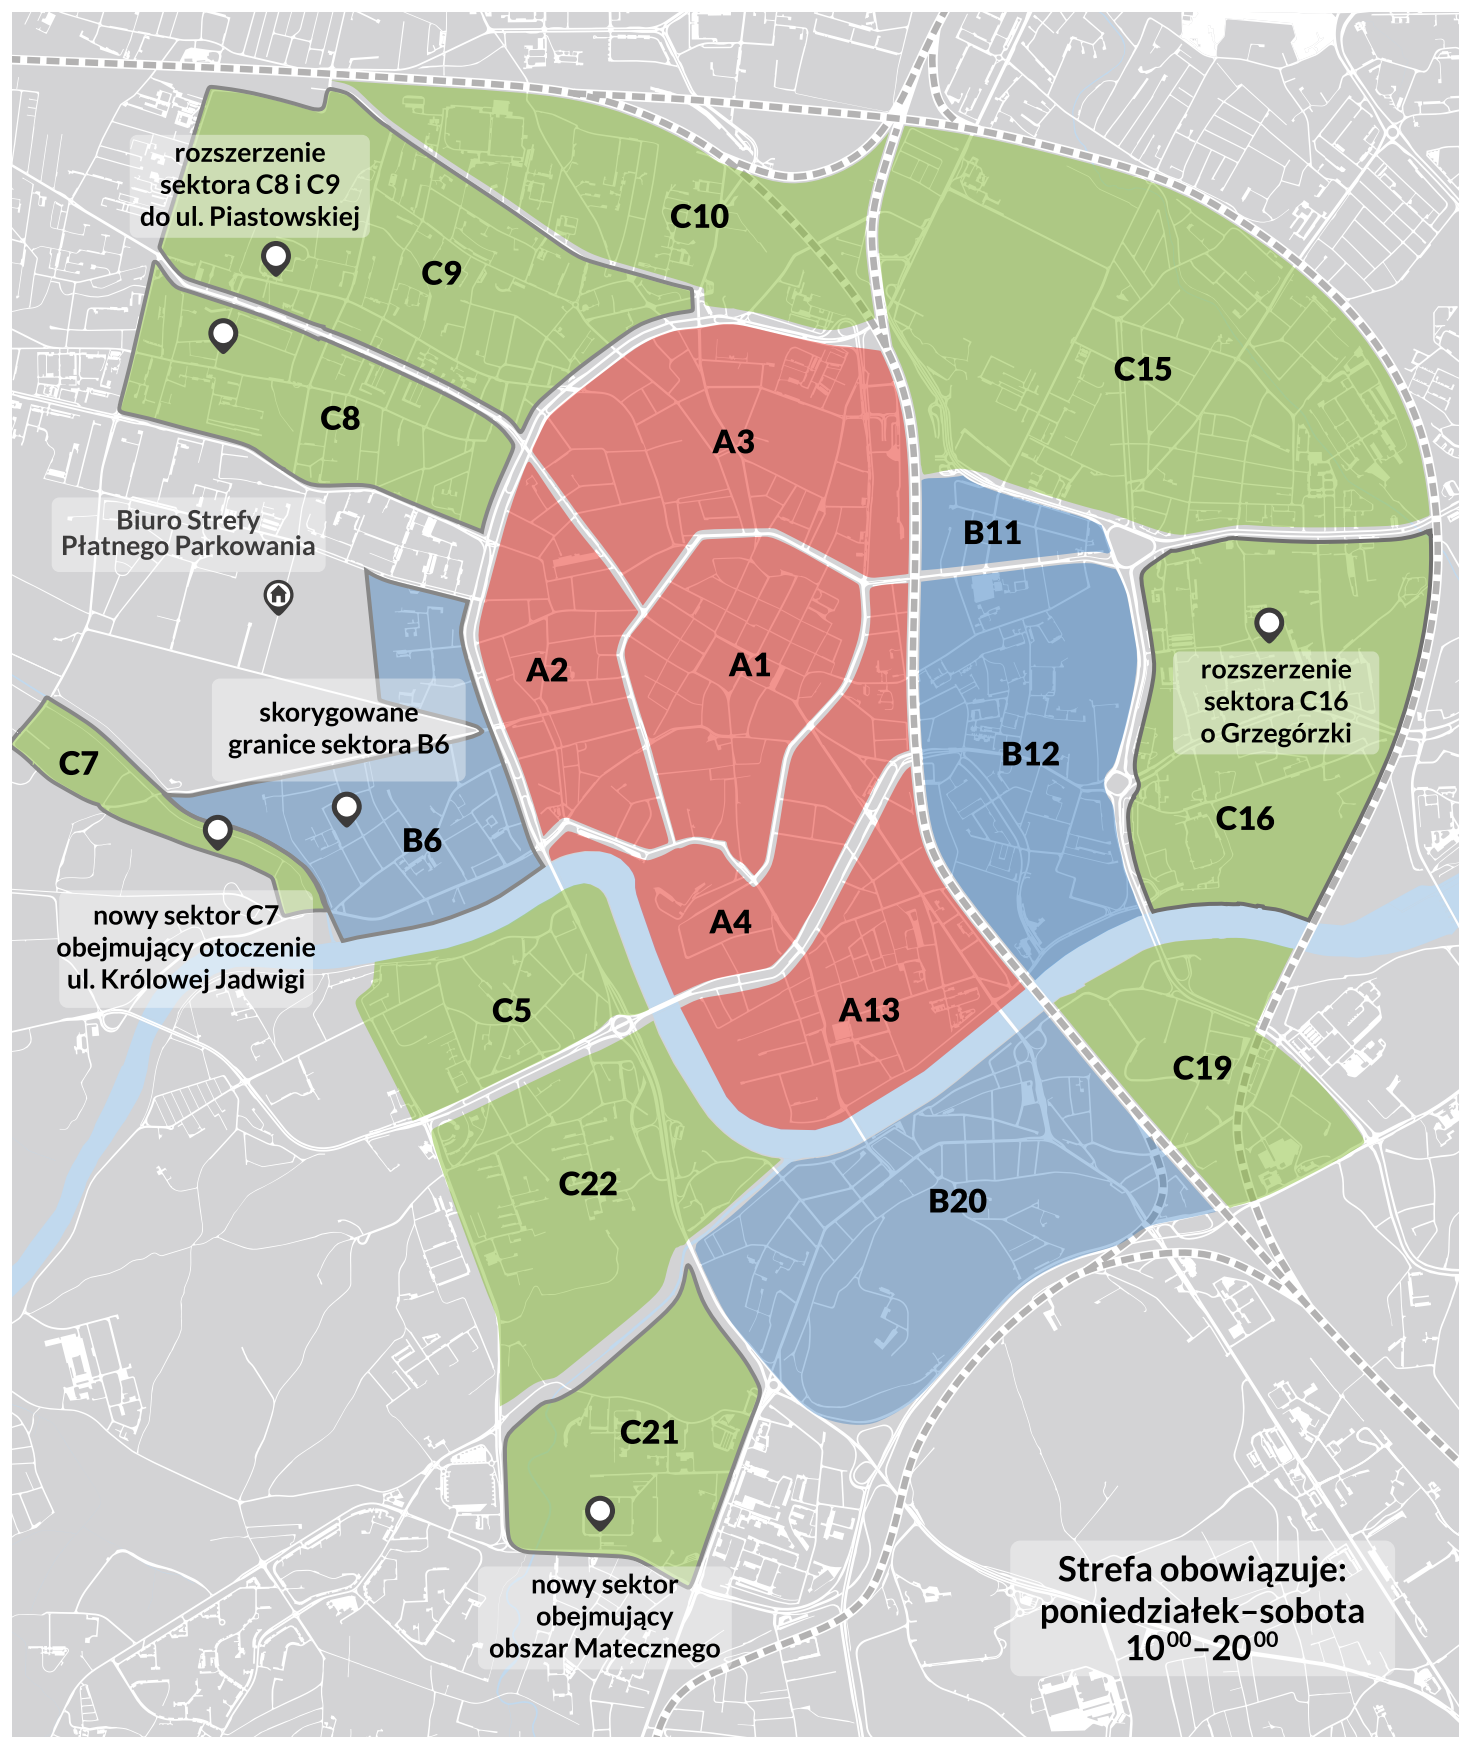 rozszerzenie
sektora C8 i C9
do ul. Piastowskiej
C10
C9
C15
C8
A3
Biuro Strefy
Płatnego Parkowania
B11
A2
A1
rozszerzenie
sektora C16
o Grzegórzki
skorygowane
granice sektora B6
C7
B12
B6
C16
nowy sektor C7
obejmujący otoczenie
ul. Królowej Jadwigi
A4
C5
A13
C19
C22
B20
C21
nowy sektor
obejmujący
obszar Matecznego
Strefa obowiązuje:
poniedziałek–sobota
10⁰⁰–20⁰⁰